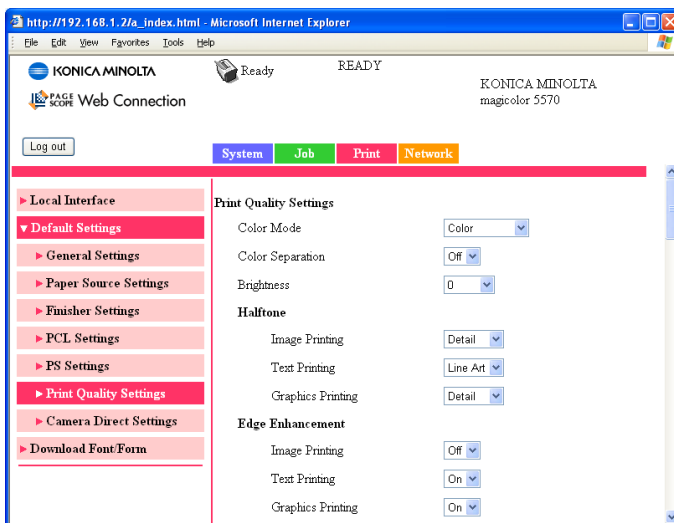 http://192.168.1.2/a_index.html - Microsoft Internet Explorer
File Edit View Favorites Tools Help
KONICA MINOLTA
PAGE SCOPE Web Connection
Ready
READY
KONICA MINOLTA
magicolor 5570
Log out
System Job Print Network
Local Interface
Default Settings
General Settings
Paper Source Settings
Finisher Settings
PCL Settings
PS Settings
Print Quality Settings
Camera Direct Settings
Download Font/Form
Print Quality Settings
Color Mode Color
Color Separation Off
Brightness 0
Halftone
Image Printing Detail
Text Printing Line Art
Graphics Printing Detail
Edge Enhancement
Image Printing Off
Text Printing On
Graphics Printing On